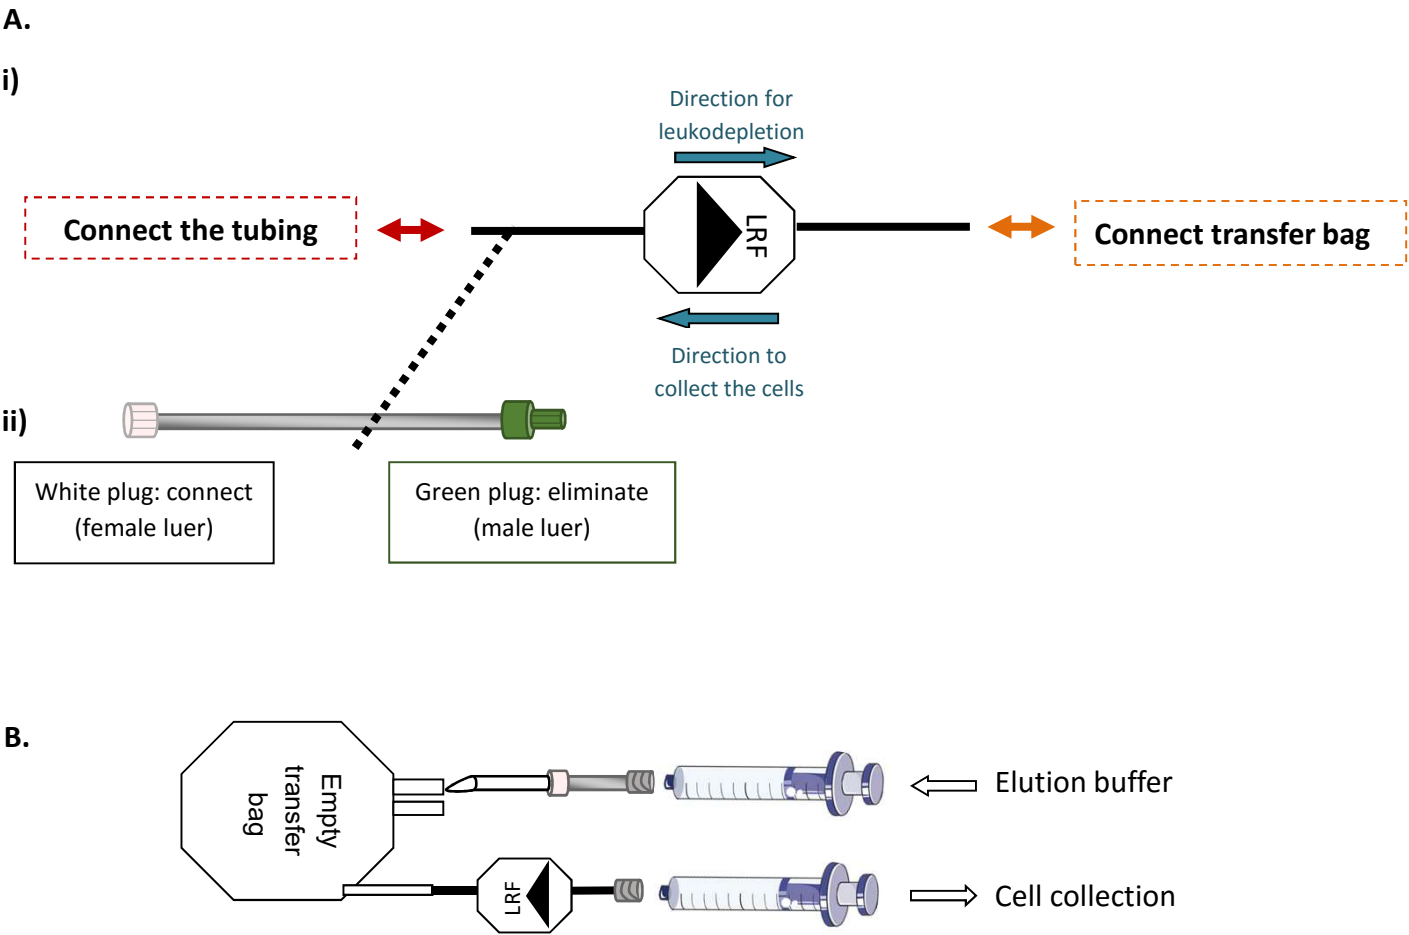 A.
i)
Direction for
leukodepletion
Connect the tubing
LRF
Connect transfer bag
Direction to
collect the cells
ii)
White plug: connect
(female luer)
Green plug: eliminate
(male luer)
B.
Empty
transfer
bag
Elution buffer
LRF
Cell collection